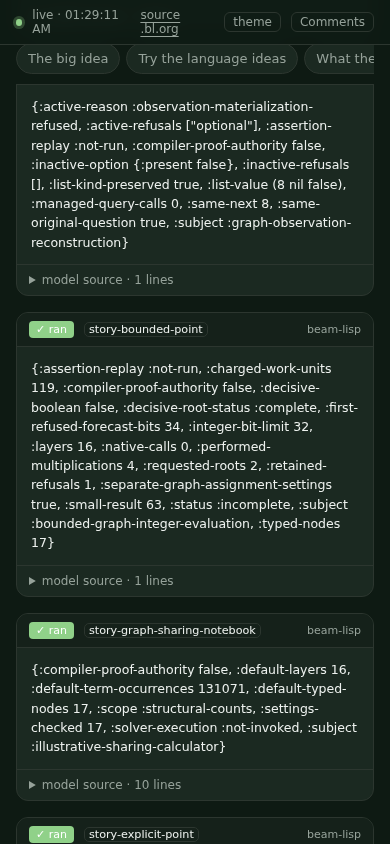 live · 01:29:11
AM
source
.bl.org
theme
Comments
The big idea
Try the language ideas
What the
{:active-reason :observation-materialization-
refused, :active-refusals ["optional"], :assertion-
replay :not-run, :compiler-proof-authority false,
:inactive-option {:present false}, :inactive-refusals
[], :list-kind-preserved true, :list-value (8 nil false),
:managed-query-calls 0, :same-next 8, :same-
original-question true, :subject :graph-observation-
reconstruction}
▶ model source · 1 lines
✓ ran story-bounded-point beam-lisp
{:assertion-replay :not-run, :charged-work-units
119, :compiler-proof-authority false, :decisive-
boolean false, :decisive-root-status :complete, :first-
refused-forecast-bits 34, :integer-bit-limit 32,
:layers 16, :native-calls 0, :performed-
multiplications 4, :requested-roots 2, :retained-
refusals 1, :separate-graph-assignment-settings
true, :small-result 63, :status :incomplete, :subject
:bounded-graph-integer-evaluation, :typed-nodes
17}
▶ model source · 1 lines
✓ ran story-graph-sharing-notebook beam-lisp
{:compiler-proof-authority false, :default-layers 16,
:default-term-occurrences 131071, :default-typed-
nodes 17, :scope :structural-counts, :settings-
checked 17, :solver-execution :not-invoked, :subject
:illustrative-sharing-calculator}
▶ model source · 10 lines
✓ ran story-explicit-point beam-lisp